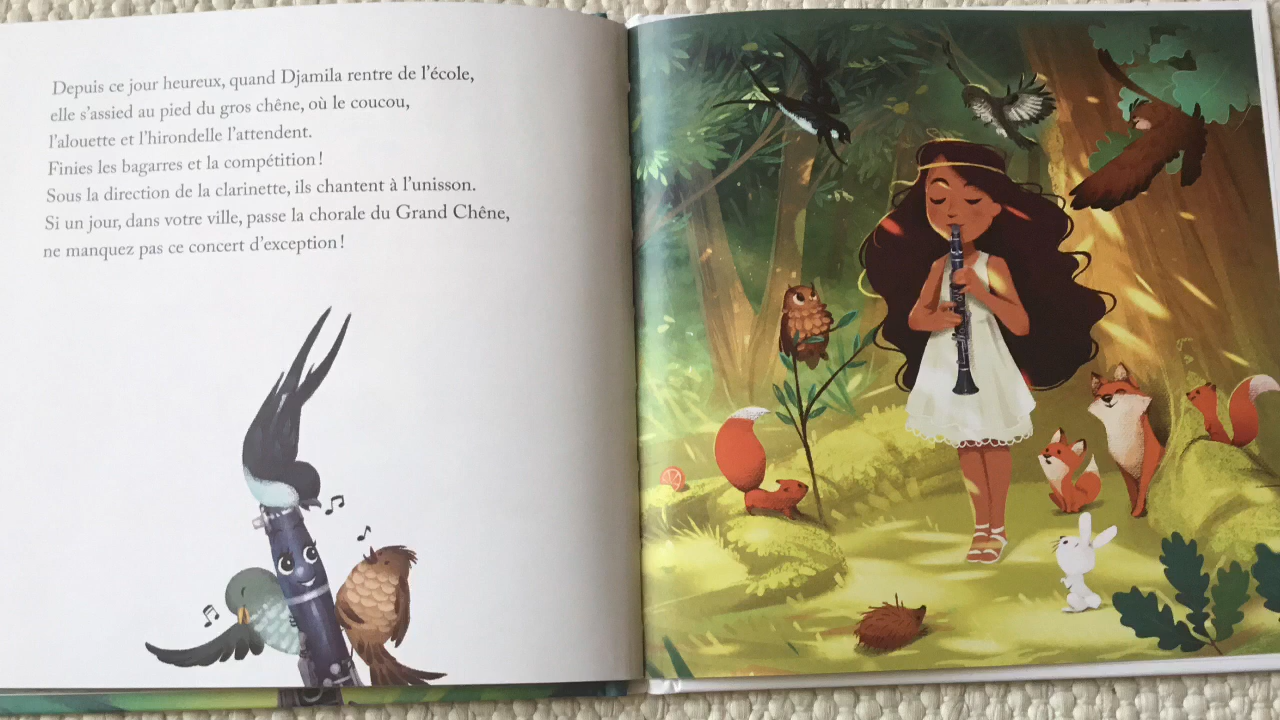 Depuis ce jour heureux, quand Djamila rentre de l’école,
elle s’assied au pied du gros chêne, où le coucou,
l’alouette et l’hirondelle l’attendent.
Finies les bagarres et la compétition !
Sous la direction de la clarinette, ils chantent à l’unisson.
Si un jour, dans votre ville, passe la chorale du Grand Chêne,
ne manquez pas ce concert d’exception !